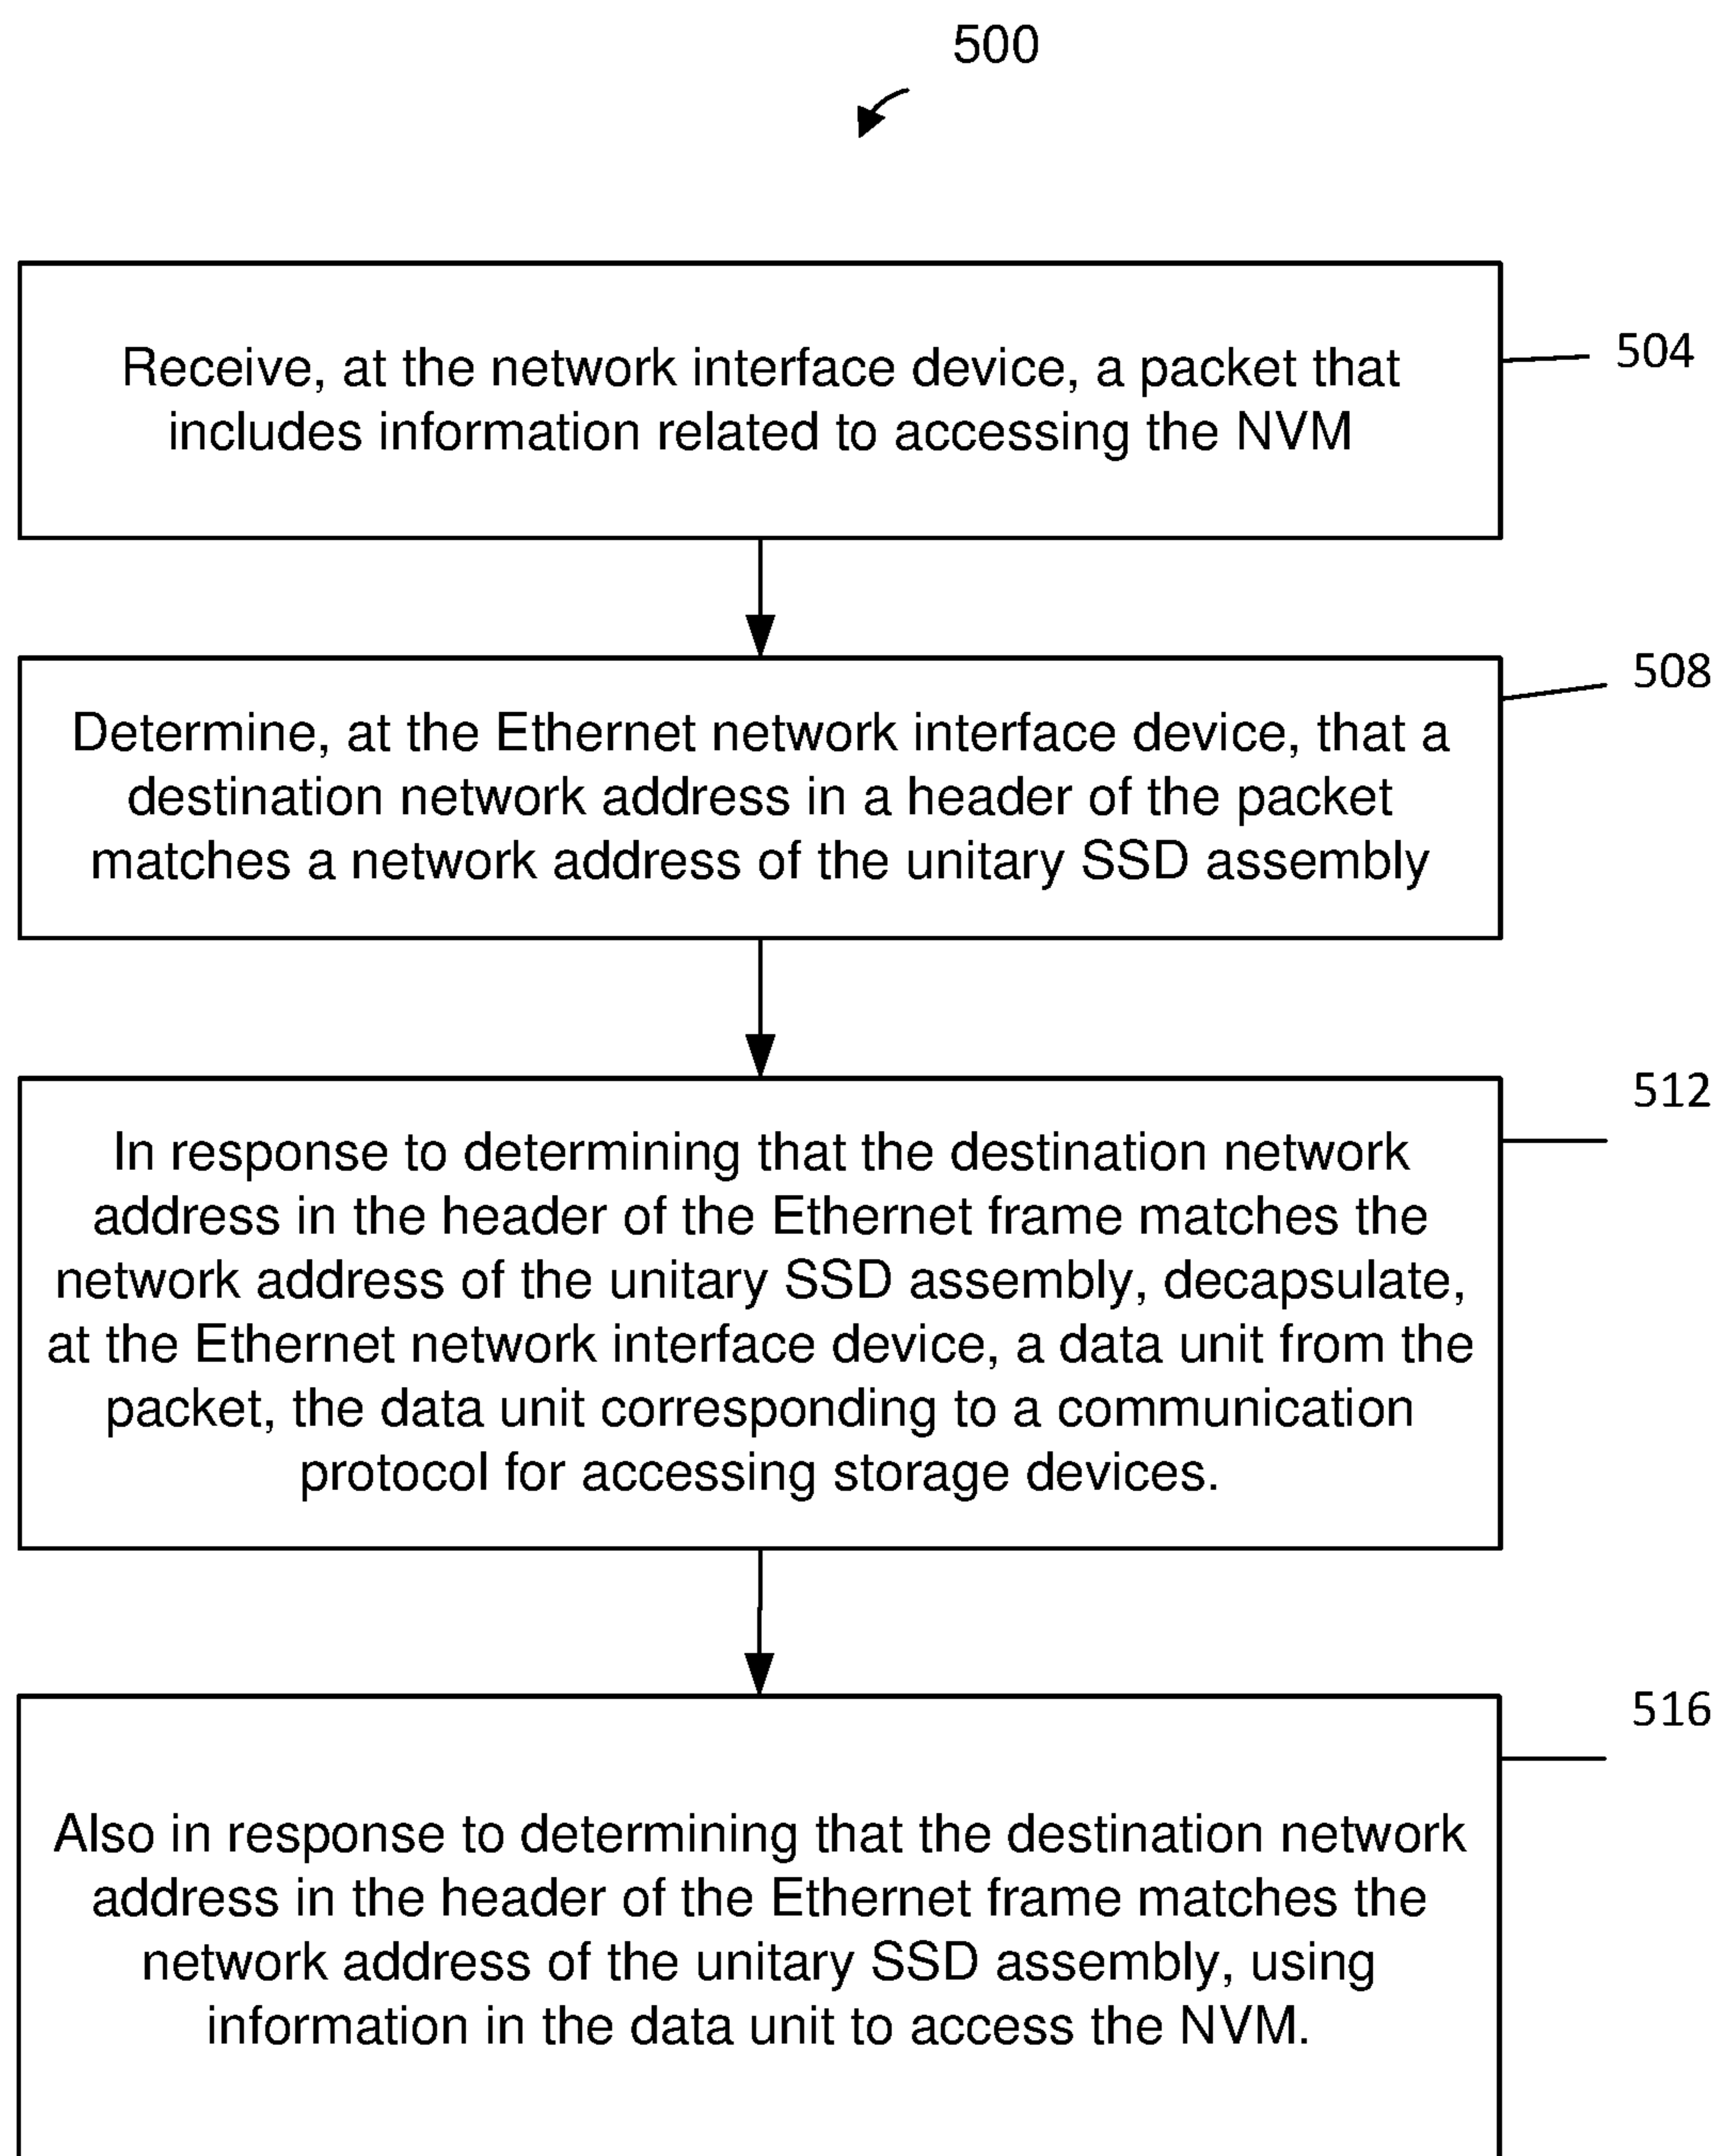 500
Receive, at the network interface device, a packet that
includes information related to accessing the NVM
504
Determine, at the Ethernet network interface device, that a
destination network address in a header of the packet
matches a network address of the unitary SSD assembly
508
In response to determining that the destination network
address in the header of the Ethernet frame matches the
network address of the unitary SSD assembly, decapsulate,
at the Ethernet network interface device, a data unit from the
packet, the data unit corresponding to a communication
protocol for accessing storage devices.
512
Also in response to determining that the destination network
address in the header of the Ethernet frame matches the
network address of the unitary SSD assembly, using
information in the data unit to access the NVM.
516